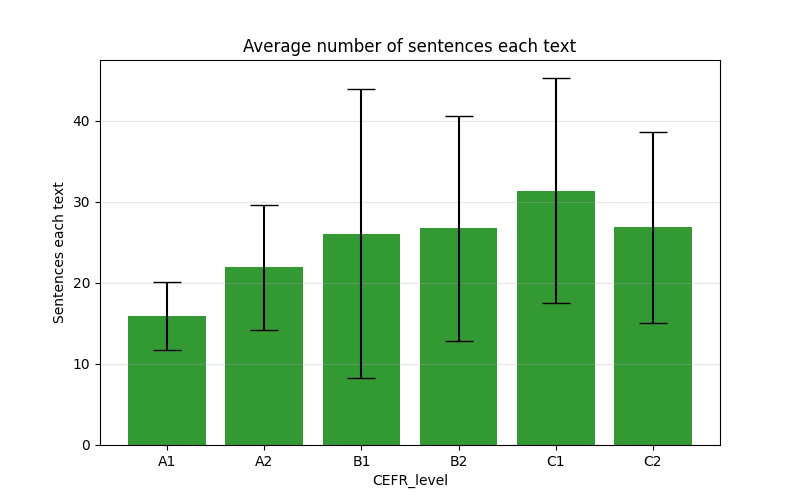 Average number of sentences each text
Sentences each text
40
30
20
10
0
A1 A2 B1 B2 C1 C2
CEFR_level